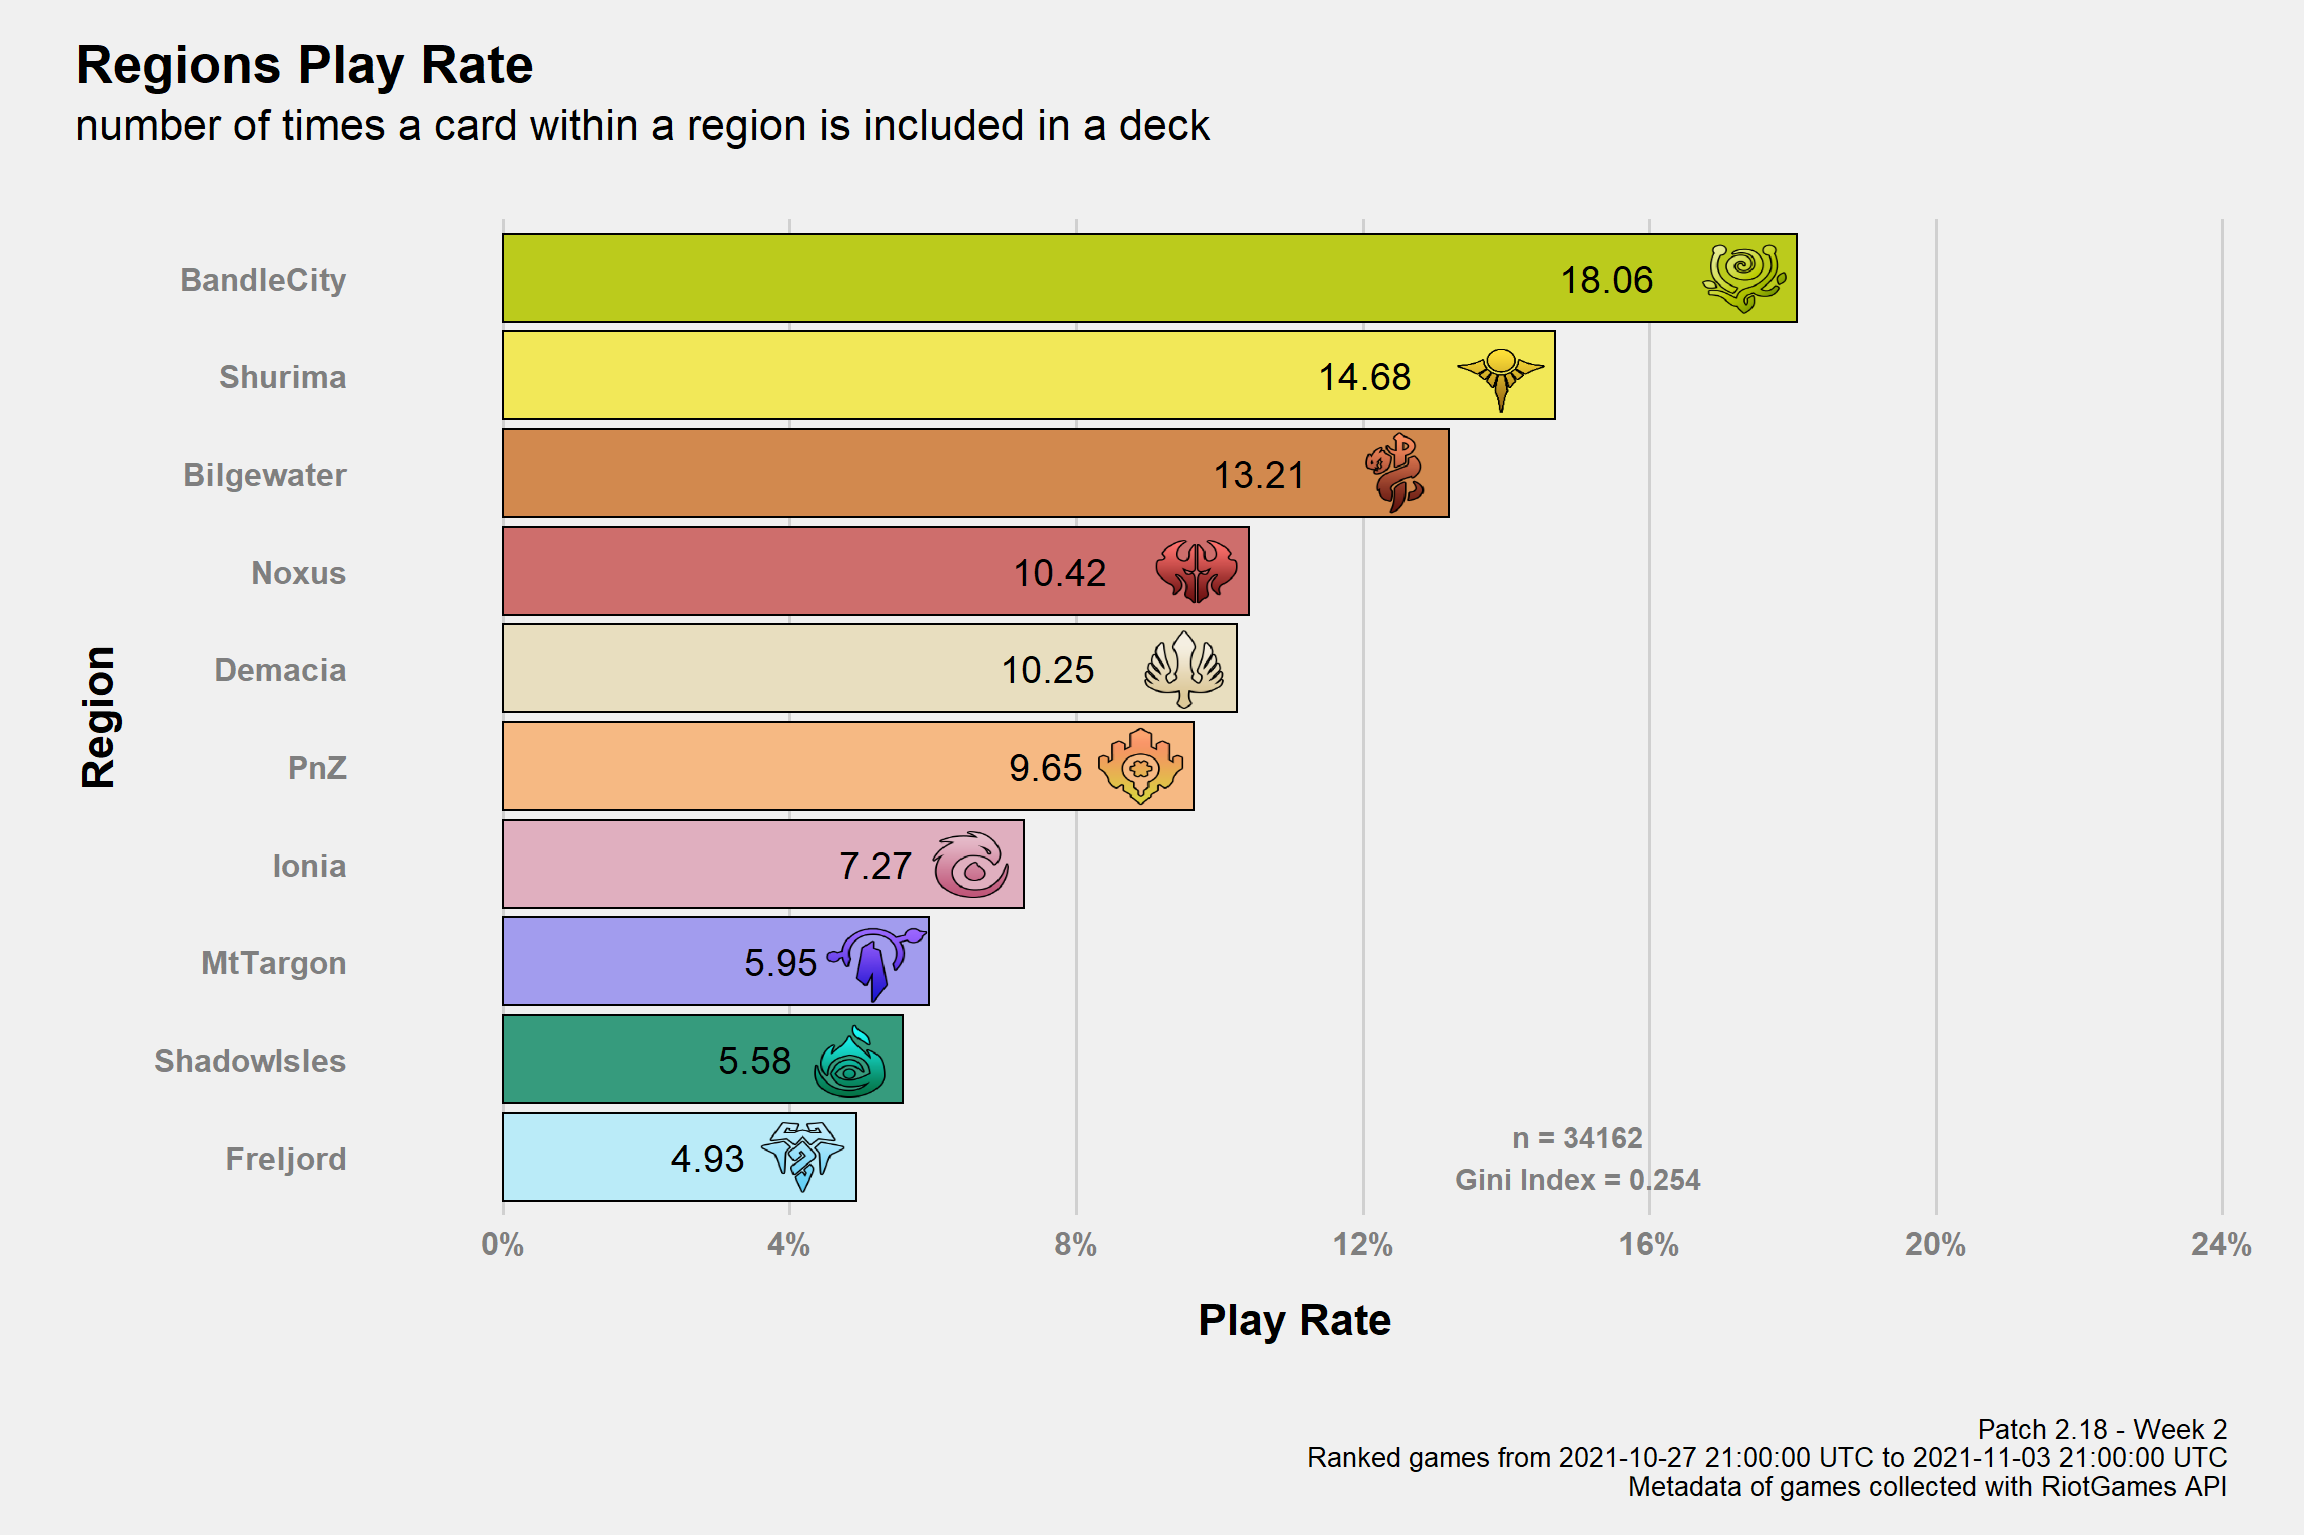 Regions Play Rate
number of times a card within a region is included in a deck
BandleCity
18.06
Shurima
14.68
Bilgewater
13.21
Noxus
10.42
Demacia
10.25
PnZ
9.65
Ionia
7.27
MtTargon
5.95
ShadowIsles
5.58
Freljord
4.93
Region
n = 34162
Gini Index = 0.254
0% 4% 8% 12% 16% 20% 24%
Play Rate
Patch 2.18 - Week 2
Ranked games from 2021-10-27 21:00:00 UTC to 2021-11-03 21:00:00 UTC
Metadata of games collected with RiotGames API